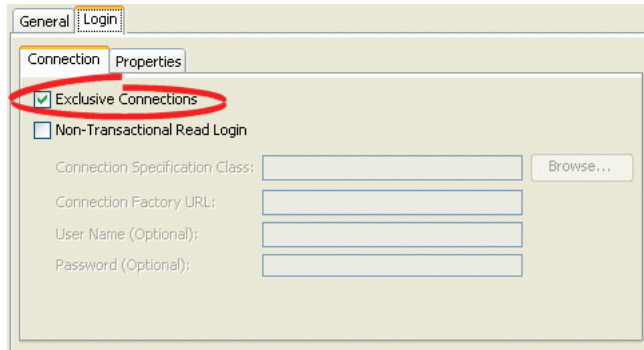 General Login
Connection Properties
Exclusive Connections
Non-Transactional Read Login
Connection Specification Class: Browse...
Connection Factory URL:
User Name (Optional):
Password (Optional):